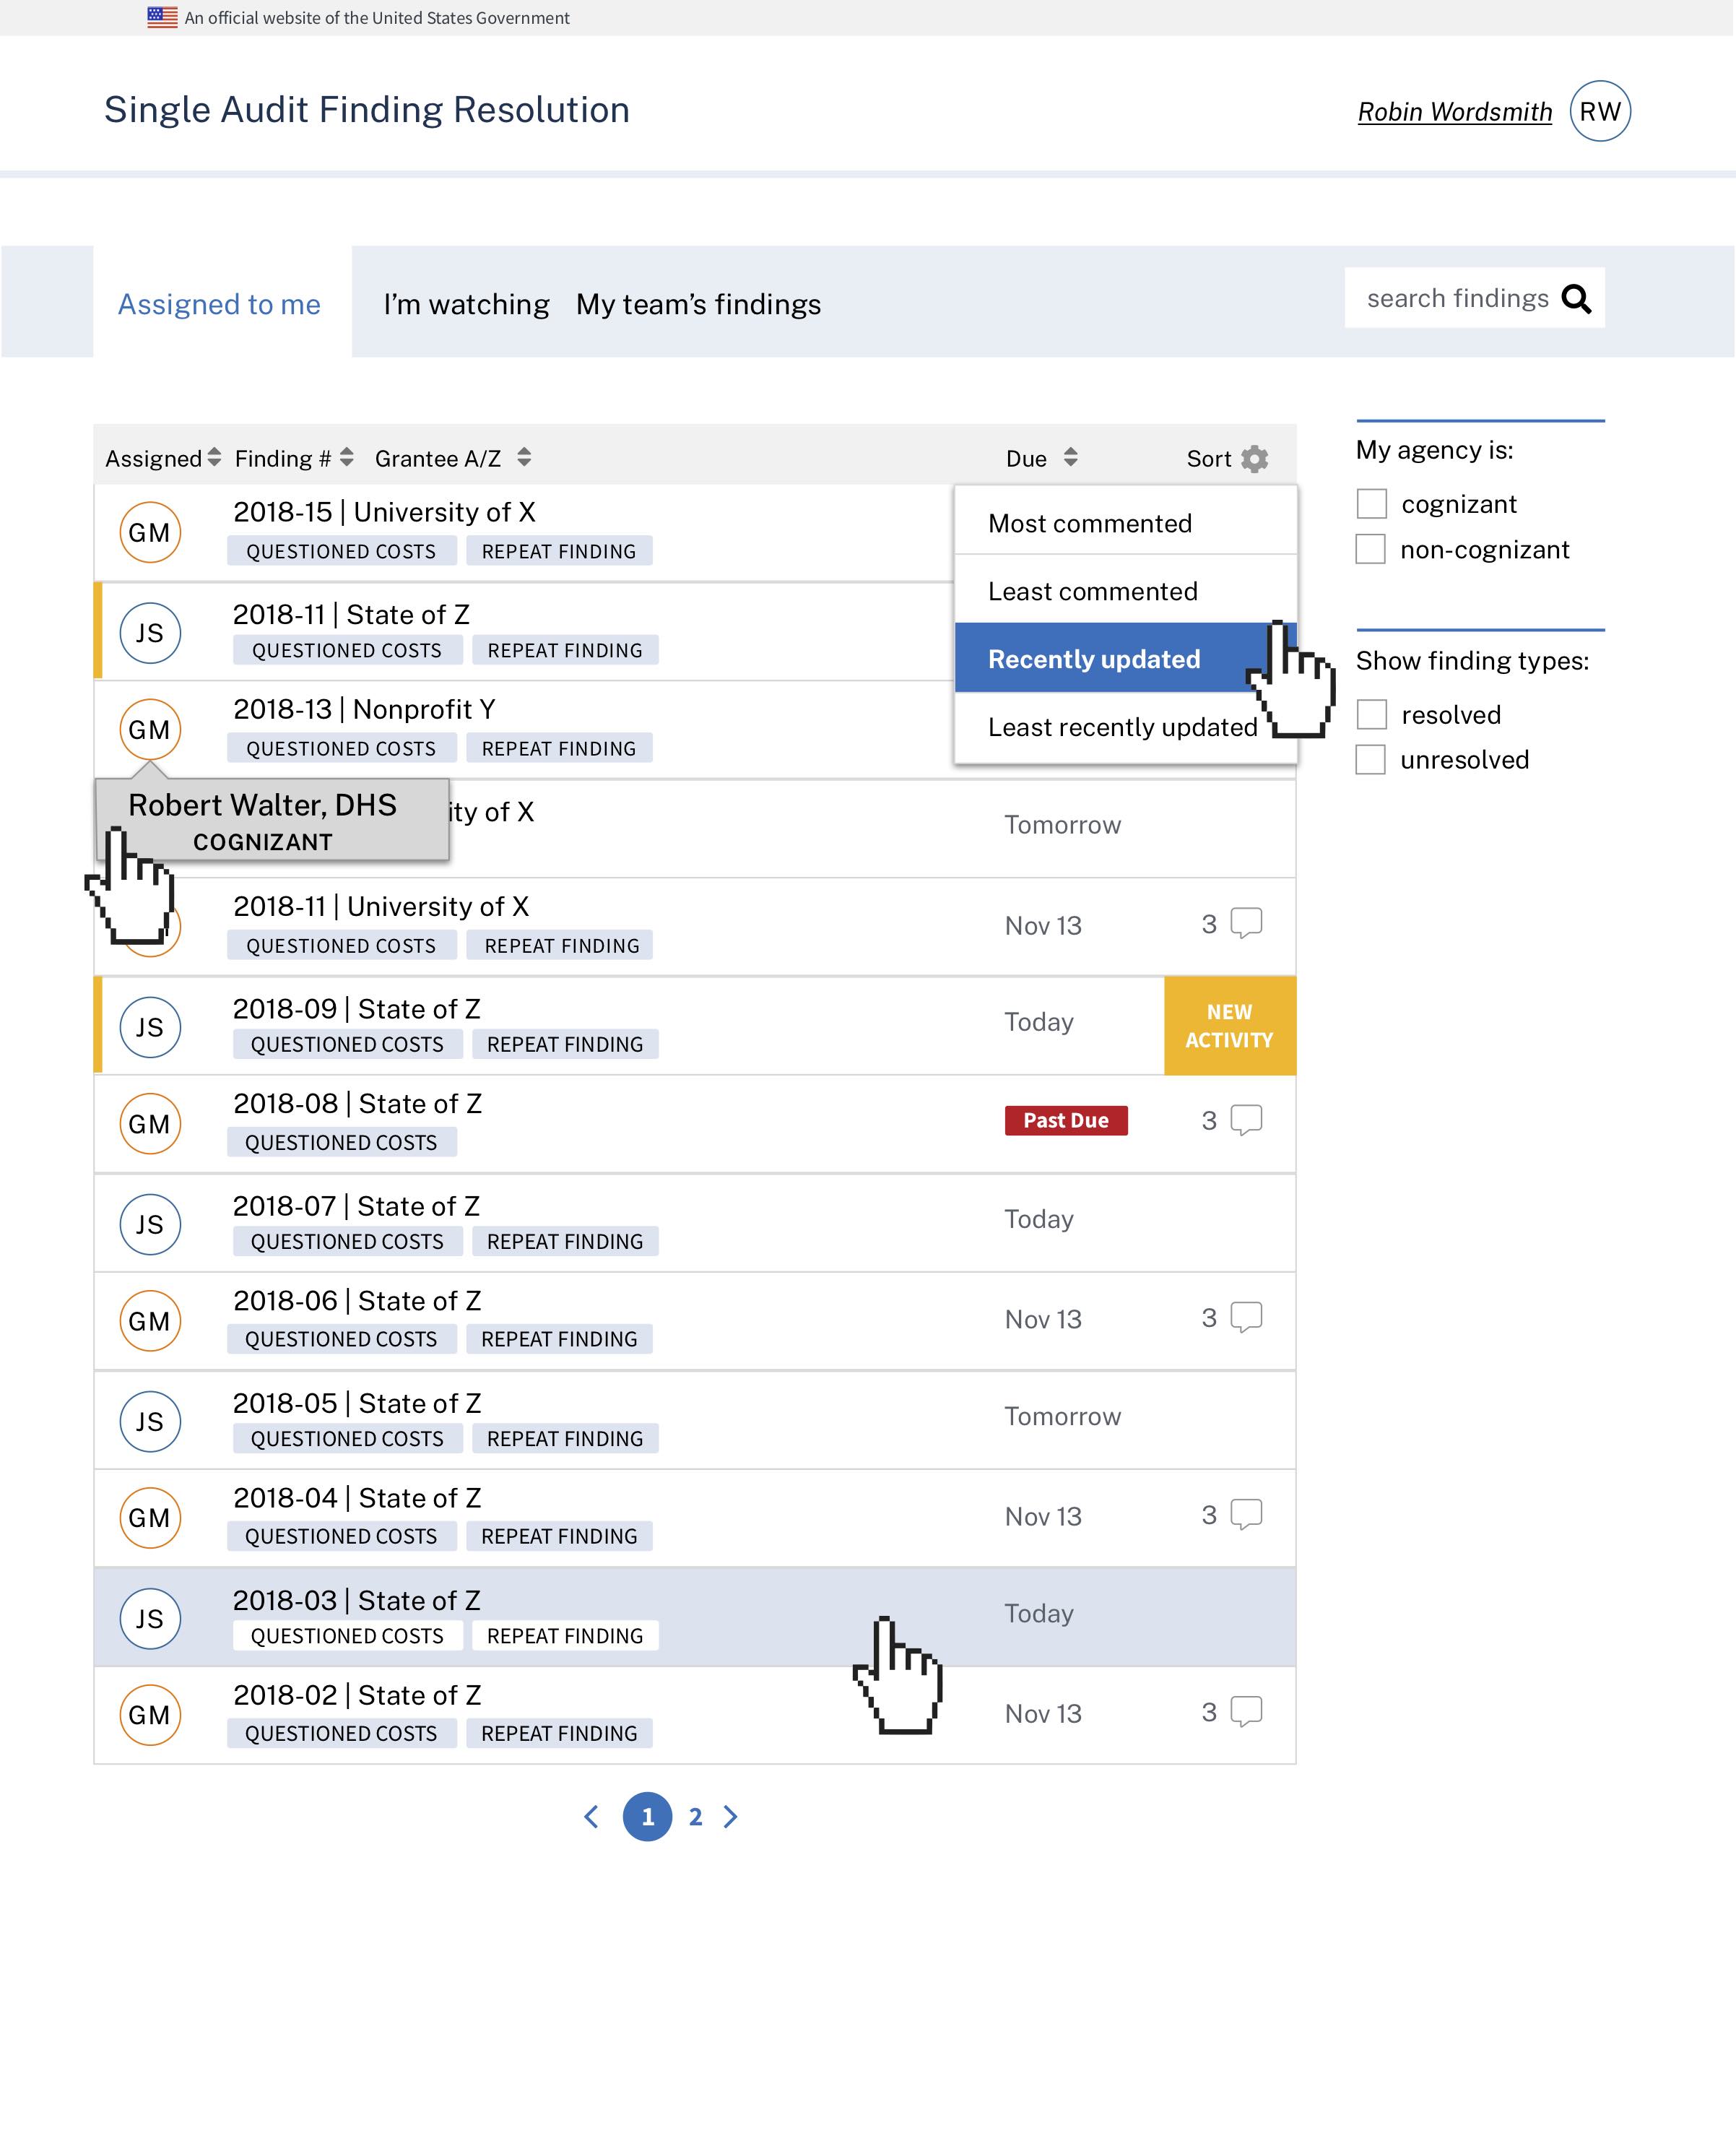 An official website of the United States Government
Single Audit Finding Resolution
Robin Wordsmith RW
Assigned to me I'm watching My team's findings search findings
Assigned Finding # Grantee A/Z Due Sort
GM 2018-15 | University of X
QUESTIONED COSTS REPEAT FINDING
JS 2018-11 | State of Z
QUESTIONED COSTS REPEAT FINDING
GM 2018-13 | Nonprofit Y
QUESTIONED COSTS REPEAT FINDING
Most commented
Least commented
Recently updated
Least recently updated
My agency is:
cognizant
non-cognizant
Show finding types:
resolved
unresolved
Robert Walter, DHS
COGNIZANT
of X Tomorrow
2018-11 | University of X
QUESTIONED COSTS REPEAT FINDING
Nov 13 3
JS 2018-09 | State of Z
QUESTIONED COSTS REPEAT FINDING
Today
NEW
ACTIVITY
GM 2018-08 | State of Z
QUESTIONED COSTS
Past Due 3
JS 2018-07 | State of Z
QUESTIONED COSTS REPEAT FINDING
Today
GM 2018-06 | State of Z
QUESTIONED COSTS REPEAT FINDING
Nov 13 3
JS 2018-05 | State of Z
QUESTIONED COSTS REPEAT FINDING
Tomorrow
GM 2018-04 | State of Z
QUESTIONED COSTS REPEAT FINDING
Nov 13 3
JS 2018-03 | State of Z
QUESTIONED COSTS REPEAT FINDING
Today
GM 2018-02 | State of Z
QUESTIONED COSTS REPEAT FINDING
Nov 13 3
1 2